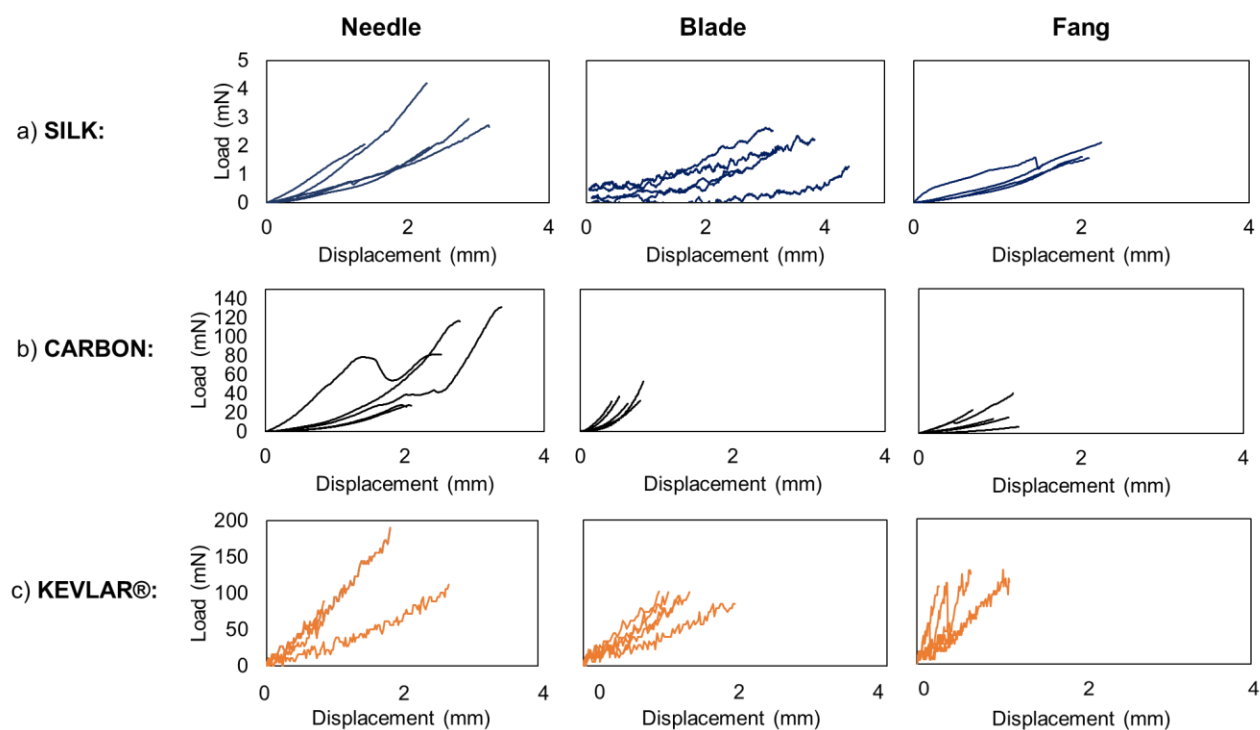 Needle Blade Fang
a) SILK:
Load (mN)
5
4
3
2
1
0
0 2 4
Displacement (mm)
0 2 4
Displacement (mm)
0 2 4
Displacement (mm)
b) CARBON:
Load (mN)
140
120
100
80
60
40
20
0
0 2 4
Displacement (mm)
0 2 4
Displacement (mm)
0 2 4
Displacement (mm)
c) KEVLAR®:
Load (mN)
200
150
100
50
0
0 2 4
Displacement (mm)
0 2 4
Displacement (mm)
0 2 4
Displacement (mm)